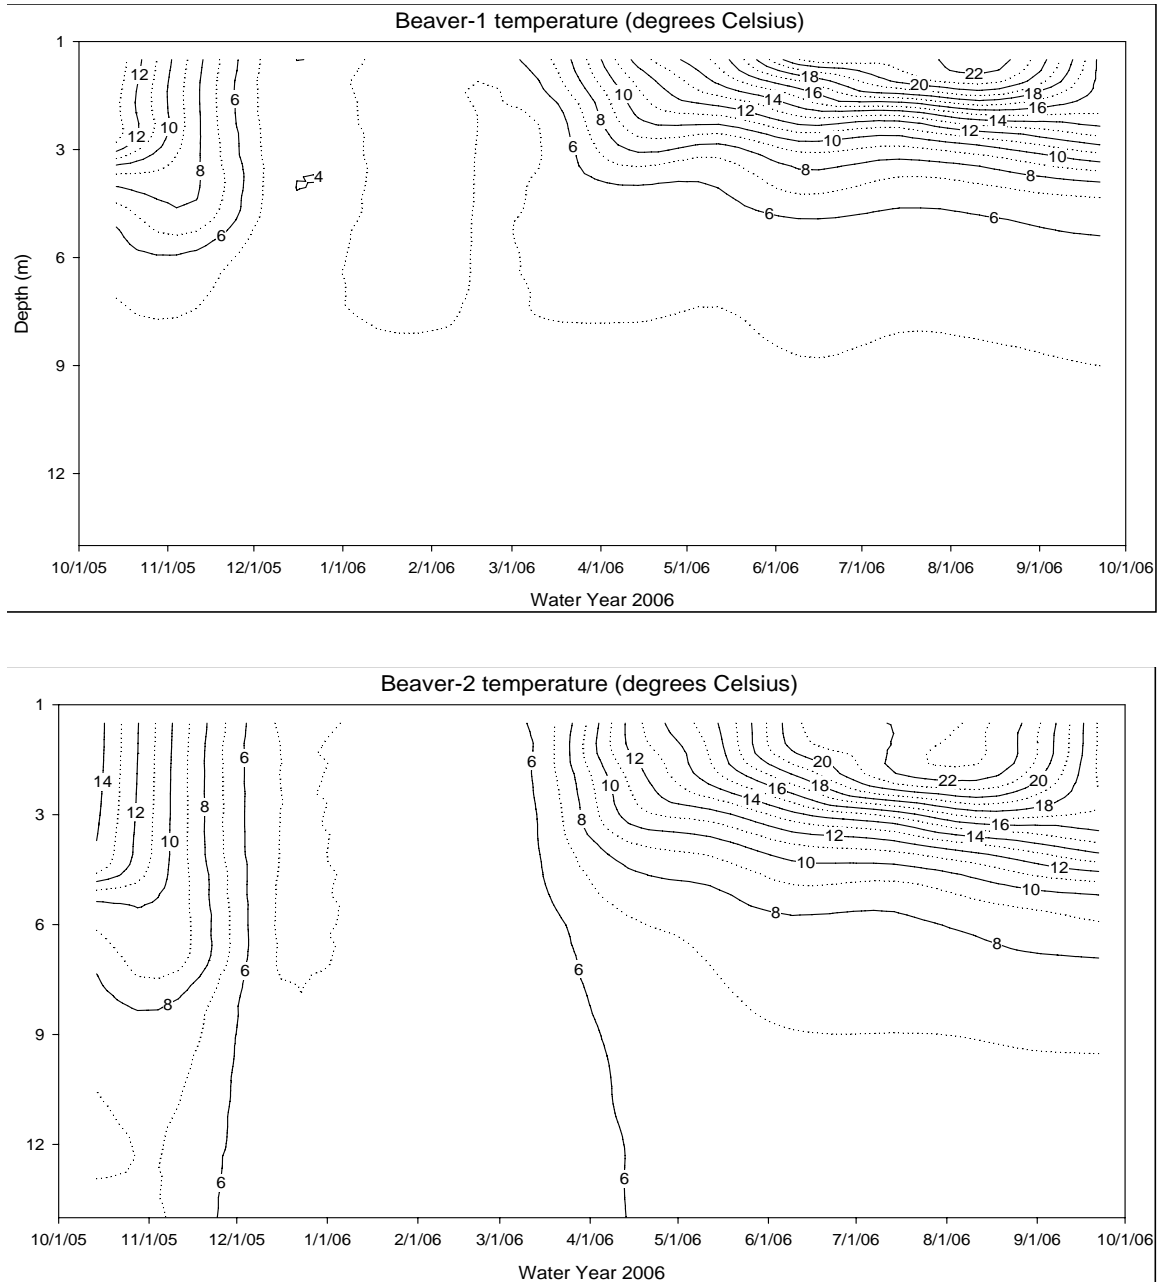 Beaver-1 temperature (degrees Celsius)
1
12 6 10 18 20 22
14 16 18
16
12 10 8 12 14
12
8 6 10 10
3
8 8
4
6 6 6
6
Depth (m)
9
12
10/1/05 11/1/05 12/1/05 1/1/06 2/1/06 3/1/06 4/1/06 5/1/06 6/1/06 7/1/06 8/1/06 9/1/06 10/1/06
Water Year 2006
Beaver-2 temperature (degrees Celsius)
1
6 6 12 20
14 10 16 18 22 20
12 8 14 18
3
8 16
10 12 14
10 12
10
8
6
8
6 6
8
9
12
6 6
10/1/05 11/1/05 12/1/05 1/1/06 2/1/06 3/1/06 4/1/06 5/1/06 6/1/06 7/1/06 8/1/06 9/1/06 10/1/06
Water Year 2006